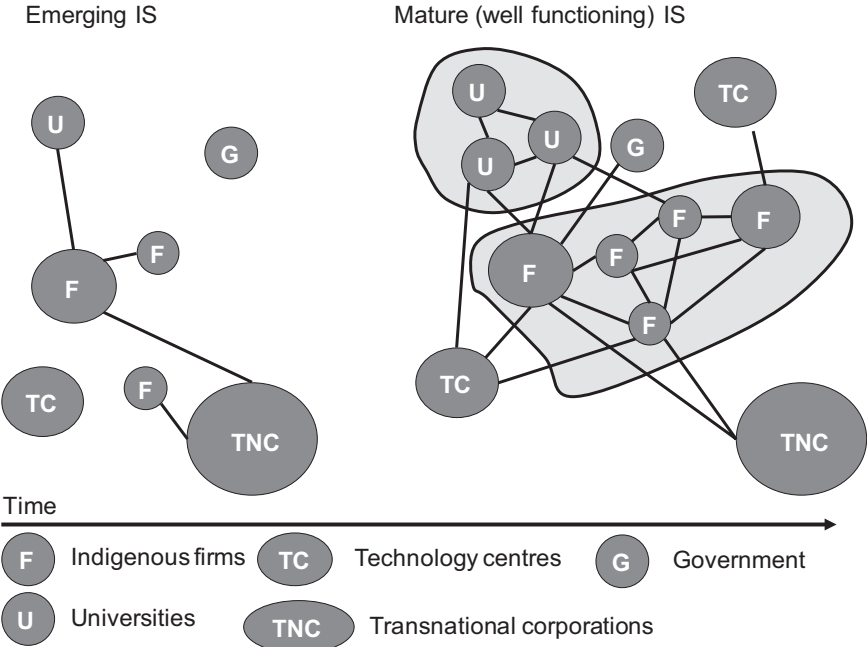 Emerging IS
Mature (well functioning) IS
U
G
F
F
TC
F
TNC
U
U
U
G
TC
F
F
F
F
F
TC
TNC
Time
F Indigenous firms TC Technology centres G Government
U Universities TNC Transnational corporations